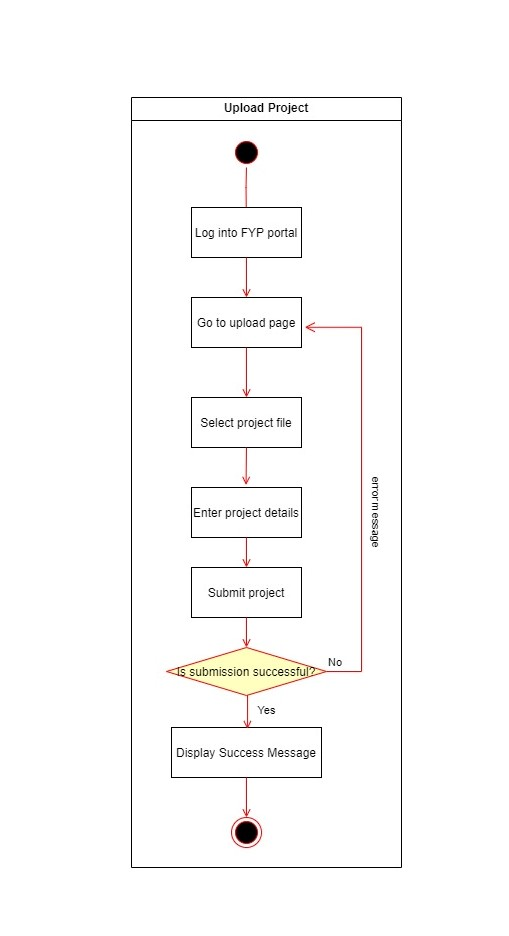 Upload Project
Log into FYP portal
Go to upload page
Select project file
error message
Enter project details
Submit project
Is submission successful?
No
Yes
Display Success Message